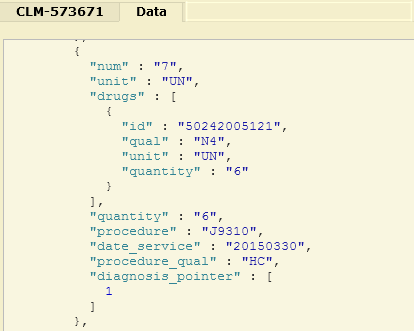 CLM-573671 Data
},
{
"num" : "7",
"unit" : "UN",
"drugs" : [
{
"id" : "50242005121",
"qual" : "N4",
"unit" : "UN",
"quantity" : "6"
}
],
"quantity" : "6",
"procedure" : "J9310",
"date_service" : "20150330",
"procedure_qual" : "HC",
"diagnosis_pointer" : [
1
]
},